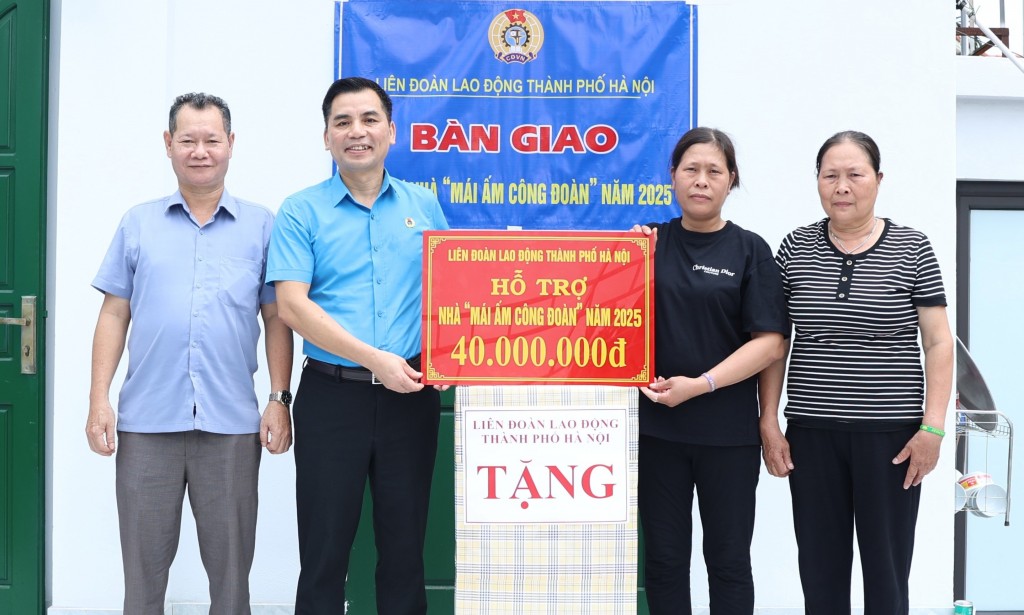 CĐVN
LIÊN ĐOÀN LAO ĐỘNG THÀNH PHỐ HÀ NỘI
BÀN GIAO
NHÀ “MÁI ẤM CÔNG ĐOÀN” NĂM 2025
LIÊN ĐOÀN LAO ĐỘNG THÀNH PHỐ HÀ NỘI
HỖ TRỢ
NHÀ “MÁI ẤM CÔNG ĐOÀN” NĂM 2025
40.000.000đ
Christian Dior
LIÊN ĐOÀN LAO ĐỘNG
THÀNH PHỐ HÀ NỘI
TẶNG